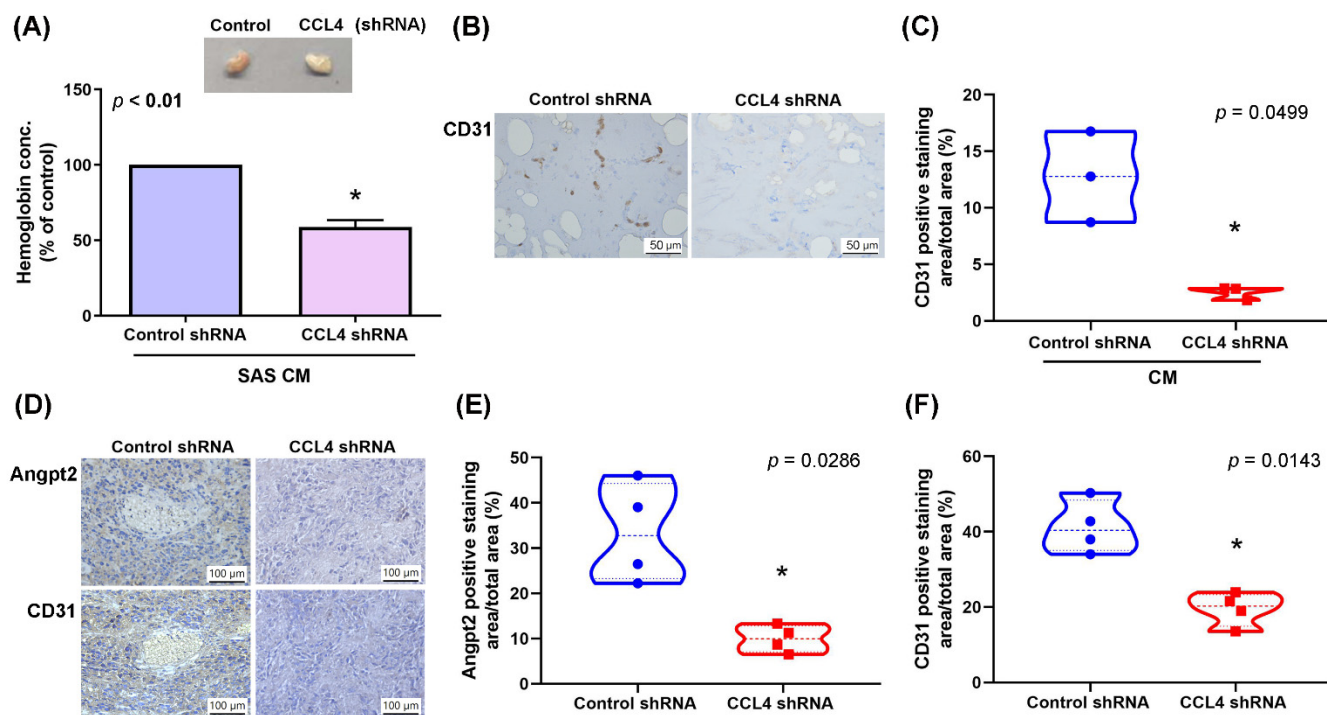 (A)
Control CCL4 (shRNA)
p < 0.01
Hemoglobin conc.
(% of control)
150
100
50
0
*
Control shRNA CCL4 shRNA
SAS CM
(B)
Control shRNA CCL4 shRNA
CD31
50 µm 50 µm
(C)
p = 0.0499
CD31 positive staining
area/total area (%)
20
15
10
5
0
*
Control shRNA CCL4 shRNA
CM
(D)
Control shRNA CCL4 shRNA
Angpt2
100 µm 100 µm
CD31
100 µm 100 µm
(E)
p = 0.0286
Angpt2 positive staining
area/total area (%)
50
40
30
20
10
0
*
Control shRNA CCL4 shRNA
(F)
p = 0.0143
CD31 positive staining
area/total area (%)
60
40
20
0
*
Control shRNA CCL4 shRNA